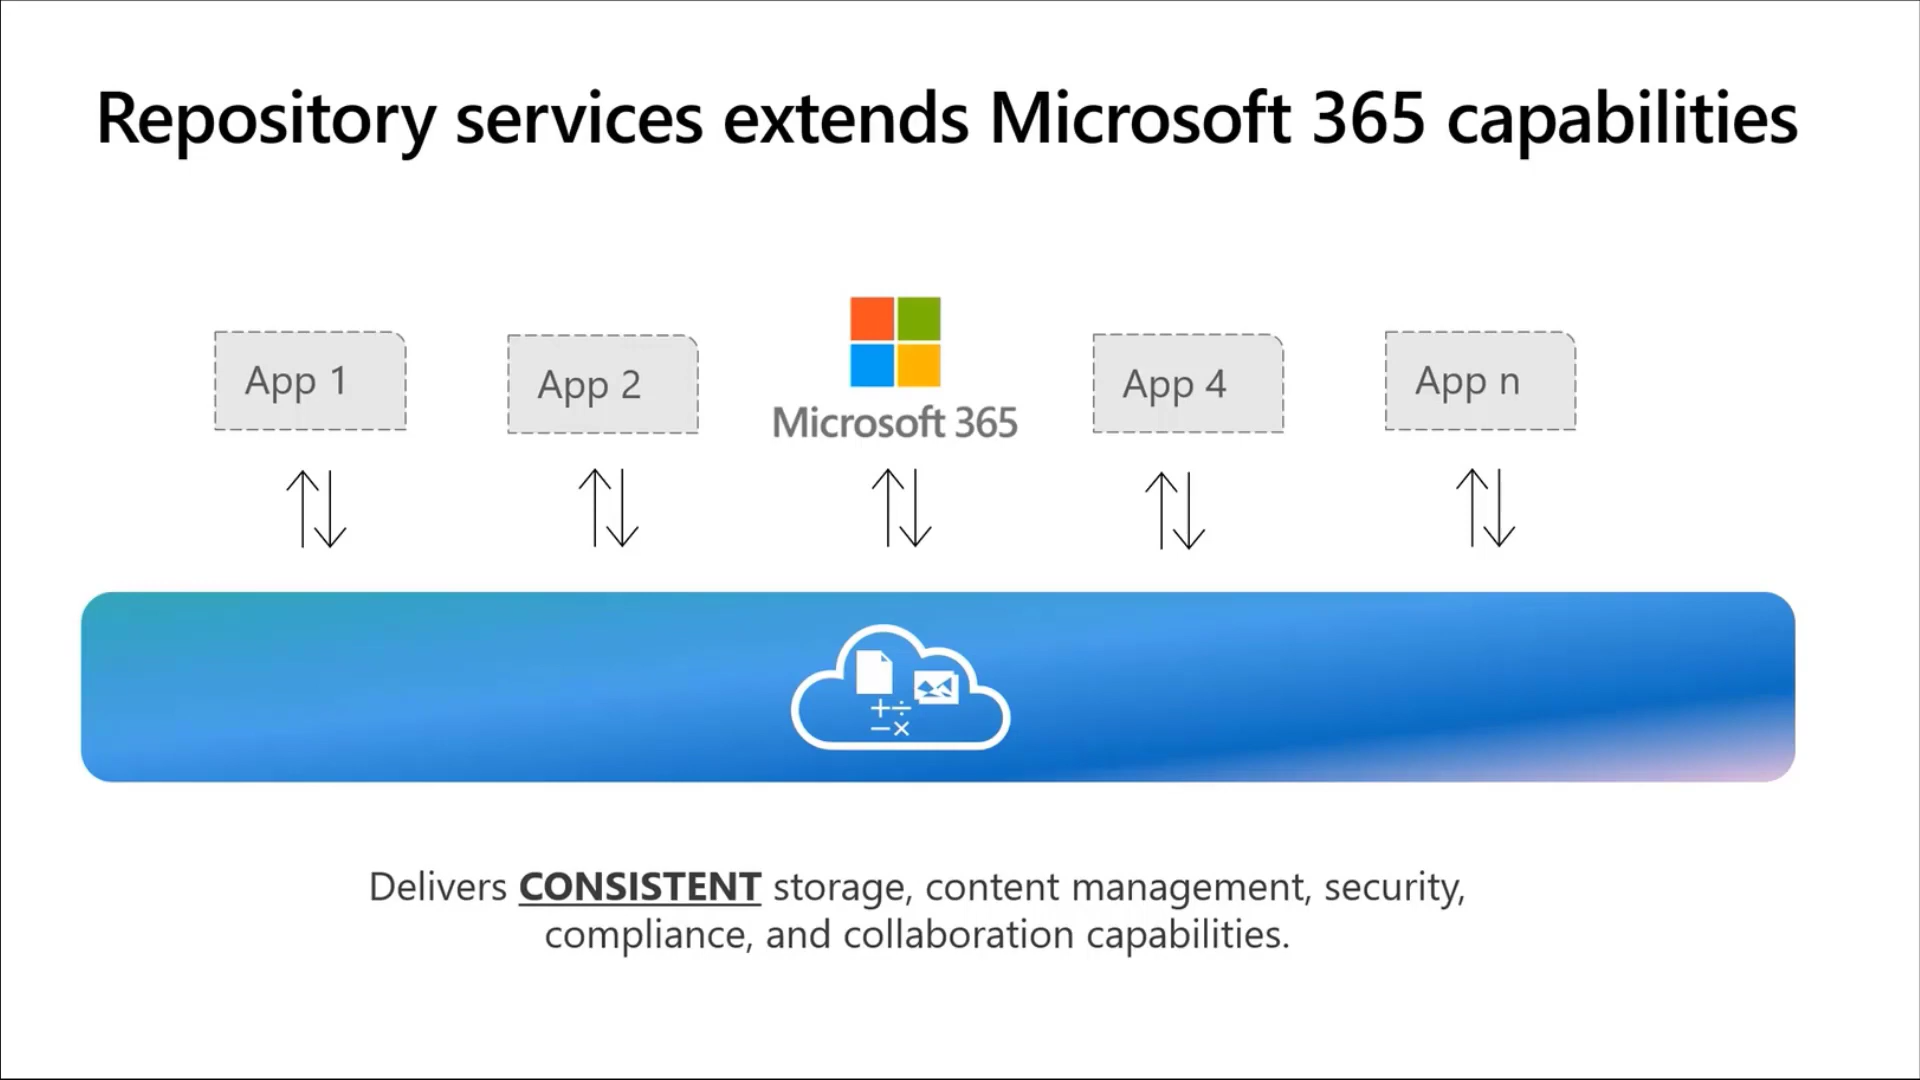 Repository services extends Microsoft 365 capabilities
App 1
App 2
Microsoft 365
App 4
App n
+÷
−×
Delivers CONSISTENT storage, content management, security,
compliance, and collaboration capabilities.